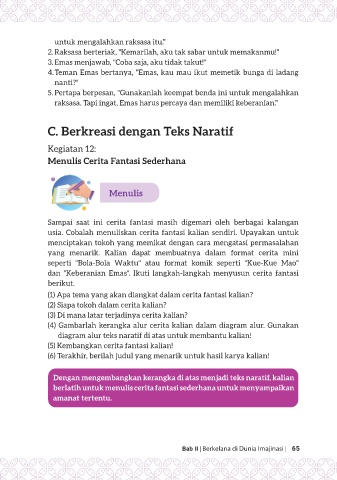 untuk mengalahkan raksasa itu."
2. Raksasa berteriak, "Kemarilah, aku tak sabar untuk memakanmu!"
3. Emas menjawab, "Coba saja, aku tidak takut!"
4. Teman Emas bertanya, "Emas, kau mau ikut memetik bunga di ladang
nanti?"
5. Pertapa berpesan, "Gunakanlah keempat benda ini untuk mengalahkan
raksasa. Tapi ingat, Emas harus percaya dan memiliki keberanian."
C. Berkreasi dengan Teks Naratif
Kegiatan 12:
Menulis Cerita Fantasi Sederhana
Menulis
Sampai saat ini cerita fantasi masih digemari oleh berbagai kalangan
usia. Cobalah menuliskan cerita fantasi kalian sendiri. Upayakan untuk
menciptakan tokoh yang memikat dengan cara mengatasi permasalahan
yang menarik. Kalian dapat membuatnya dalam format cerita mini
seperti "Bola-Bola Waktu" atau format komik seperti "Kue-Kue Mao"
dan "Keberanian Emas". Ikuti langkah-langkah menyusun cerita fantasi
berikut.
(1) Apa tema yang akan diangkat dalam cerita fantasi kalian?
(2) Siapa tokoh dalam cerita kalian?
(3) Di mana latar terjadinya cerita kalian?
(4) Gambarlah kerangka alur cerita kalian dalam diagram alur. Gunakan
diagram alur teks naratif di atas untuk membantu kalian!
(5) Kembangkan cerita fantasi kalian!
(6) Terakhir, berilah judul yang menarik untuk hasil karya kalian!
Dengan mengembangkan kerangka di atas menjadi teks naratif, kalian
berlatih untuk menulis cerita fantasi sederhana untuk menyampaikan
amanat tertentu.
Bab II | Berkelana di Dunia Imajinasi | 65